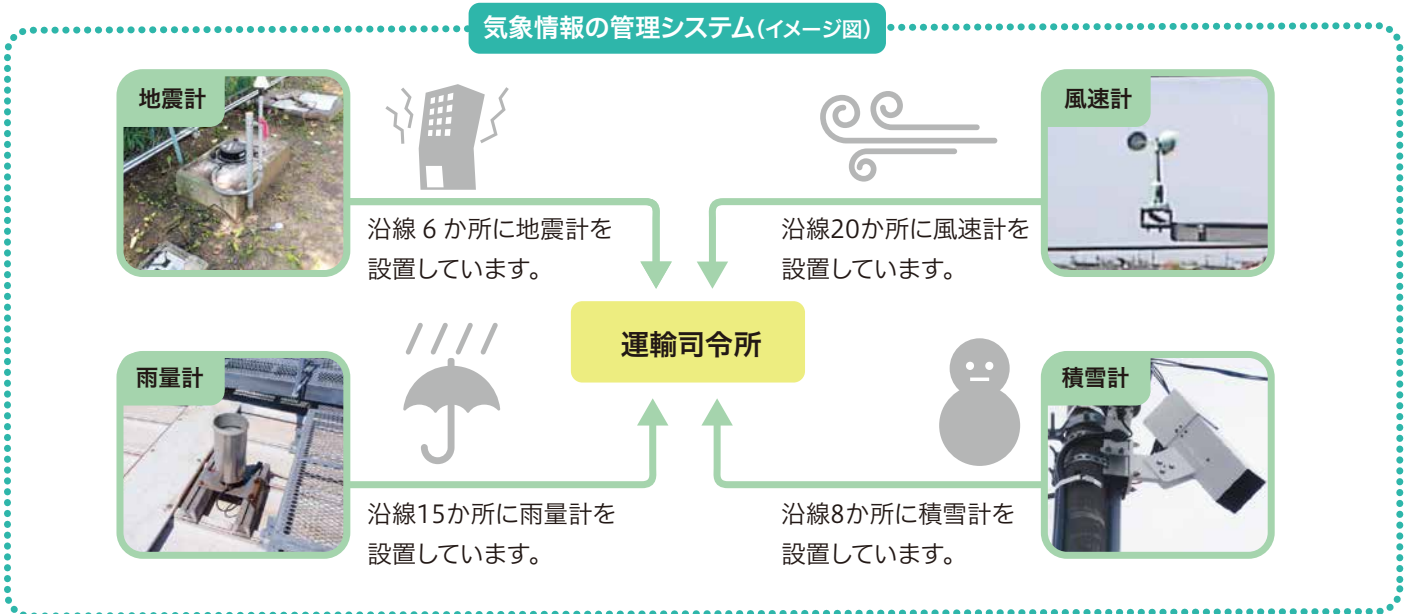 気象情報の管理システム(イメージ図)
地震計
沿線６か所に地震計を
設置しています。
風速計
沿線20か所に風速計を
設置しています。
運輸司令所
雨量計
沿線15か所に雨量計を
設置しています。
積雪計
沿線8か所に積雪計を
設置しています。